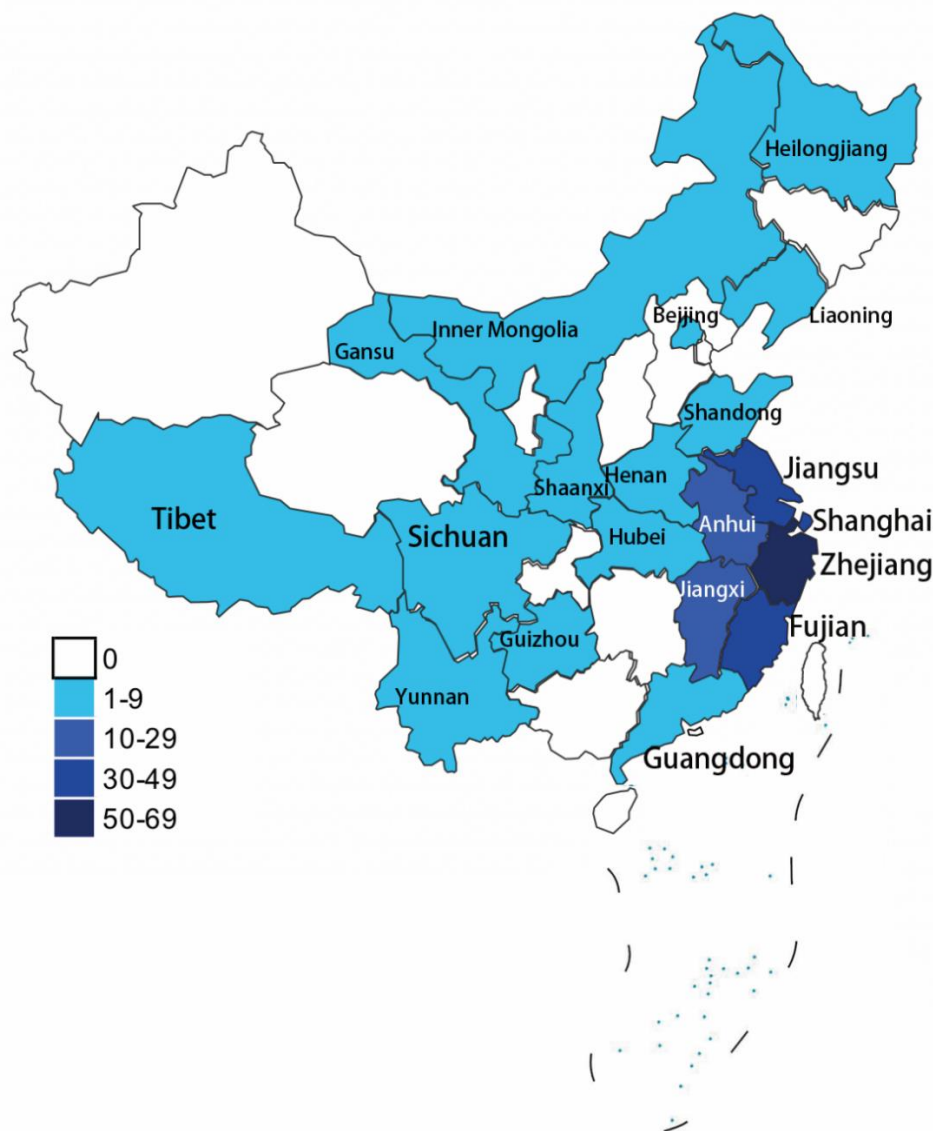 Heilongjiang
Beijing
Liaoning
Inner Mongolia
Gansu
Shandong
Jiangsu
Shaanxi
Henan
Shanghai
Tibet
Sichuan
Hubei
Anhui
Zhejiang
Jiangxi
Fujian
Guizhou
Yunnan
Guangdong
0
1-9
10-29
30-49
50-69